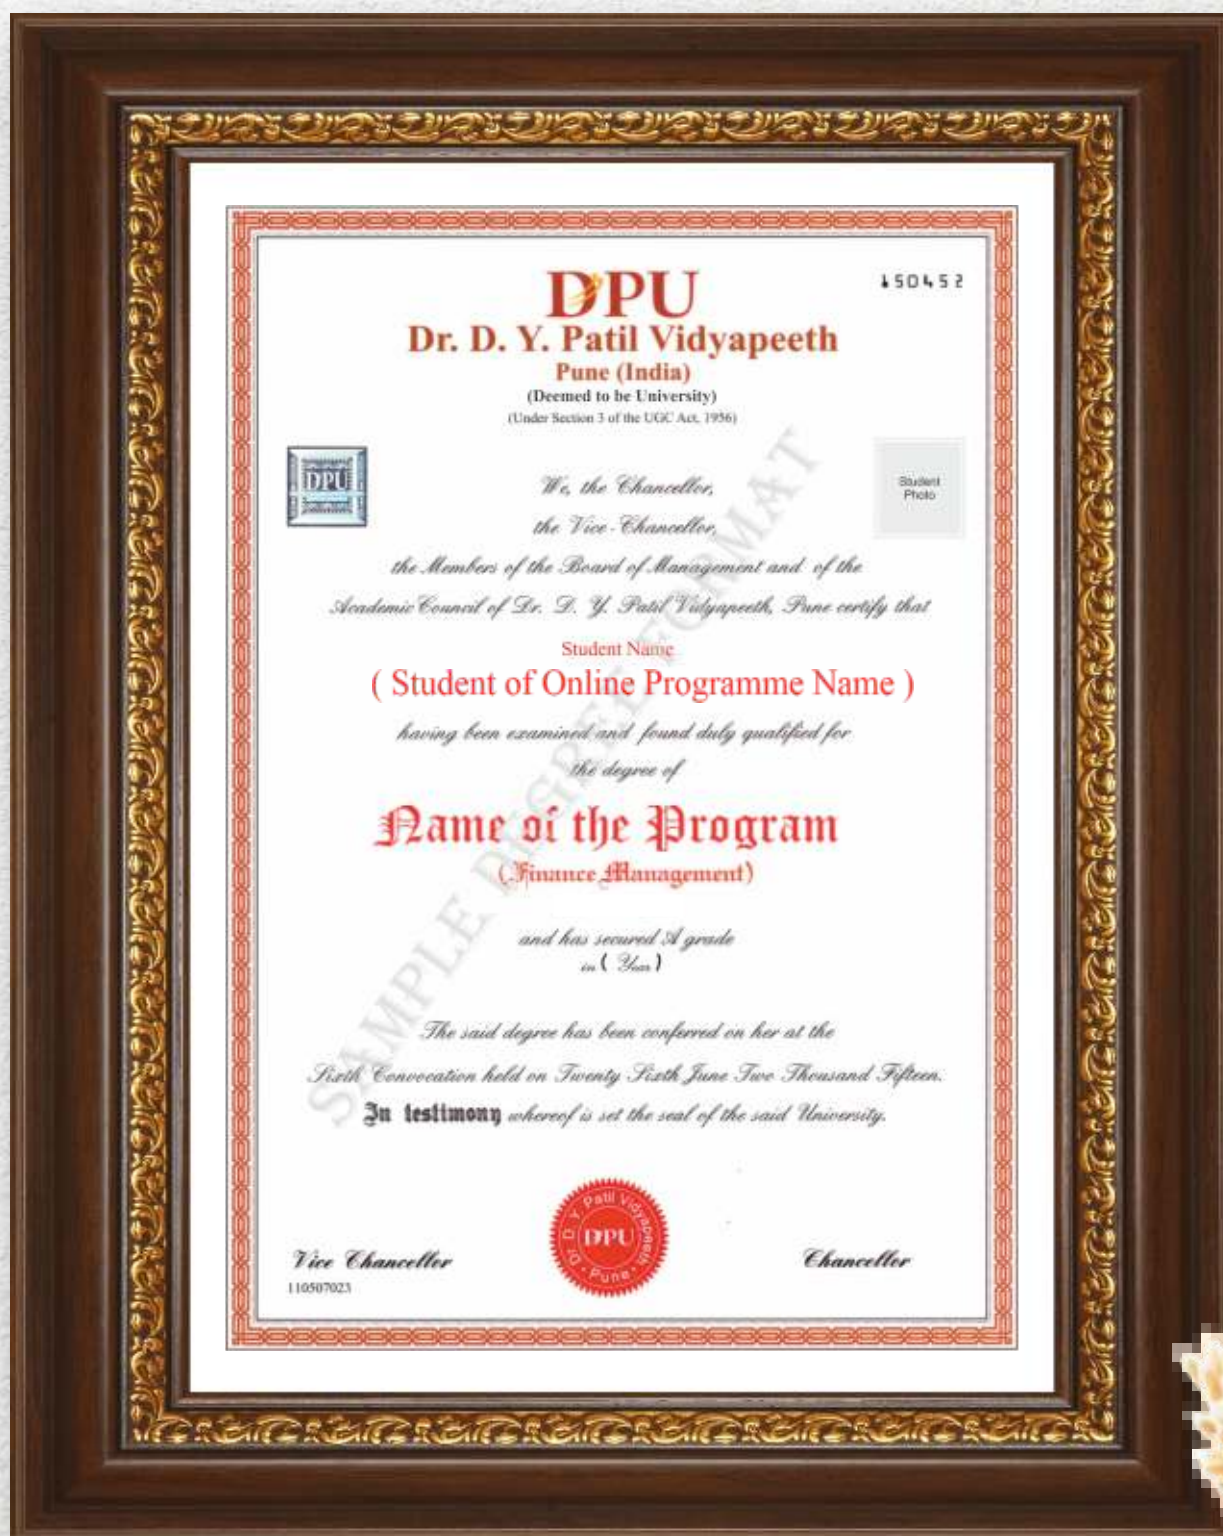 DPU
150452
Dr. D. Y. Patil Vidyapeeth
Pune (India)
(Deemed to be University)
(Under Section 3 of the UGC Act, 1956)
DPU
Student
Photo
We, the Chancellor,
the Vice-Chancellor,
the Members of the Board of Management and of the
Academic Council of Dr. D. Y. Patil Vidyapeeth, Pune certify that
Student Name
( Student of Online Programme Name )
having been examined and found duly qualified for
the degree of
Name of the Program
(Finance Management)
and has secured A grade
in ( Year )
The said degree has been conferred on her at the
Sixth Convocation held on Twenty Sixth June Two Thousand Fifteen.
In testimony whereof is set the seal of the said University.
SAMPLE DEGREE FORMAT
Dr. D. Y. Patil Vidyapeeth
DPU
Pune
Vice Chancellor
Chancellor
110507023